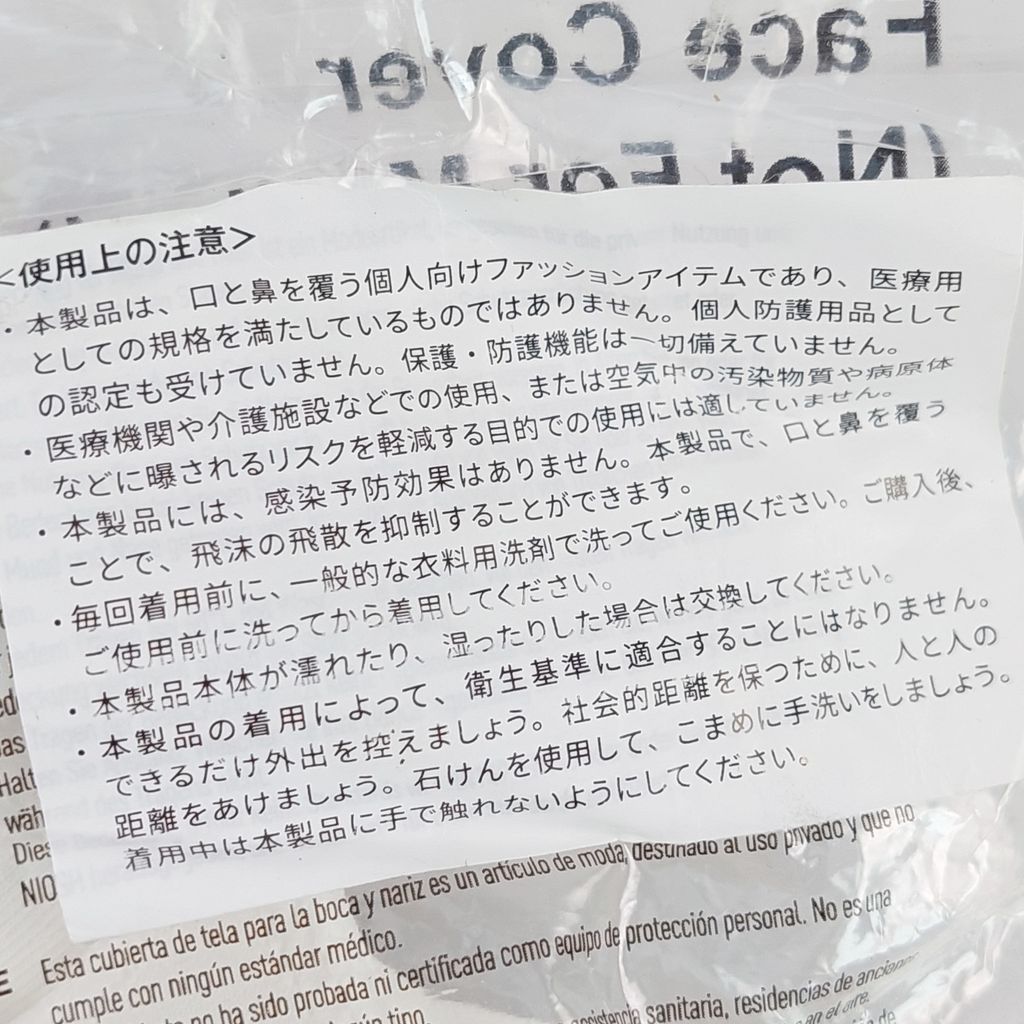 Face Cover
(Not For
<使用上の注意>
・本製品は、口と鼻を覆う個人向けファッションアイテムであり、医療用
としての規格を満たしているものではありません。個人防護用品として
の認定も受けていません。保護・防護機能は一切備えていません。
・医療機関や介護施設などでの使用、または空気中の汚染物質や病原体
などに曝されるリスクを軽減する目的での使用には適していません。
・本製品には、感染予防効果はありません。本製品で、口と鼻を覆う
ことで、飛沫の飛散を抑制することができます。
・毎回着用前に、一般的な衣料用洗剤で洗ってご使用ください。ご購入後、
ご使用前に洗ってから着用してください。
・本製品本体が濡れたり、湿ったりした場合は交換してください。
・本製品の着用によって、衛生基準に適合することにはなりません。
できるだけ外出を控えましょう。社会的距離を保つために、人と人の
距離をあけましょう。石けんを使用して、こまめに手洗いをしましょう。
着用中は本製品に手で触れないようにしてください。
Halt
wäh
Diese
NIO
Esta cubierta de tela para la boca y nariz es un artículo de moda, destinado al uso privado y que no
cumple con ningún estándar médico.
no ha sido probada ni certificada como equipo de protección personal. No es una
asistencia sanitaria, residencias de ancianos
en el aire.